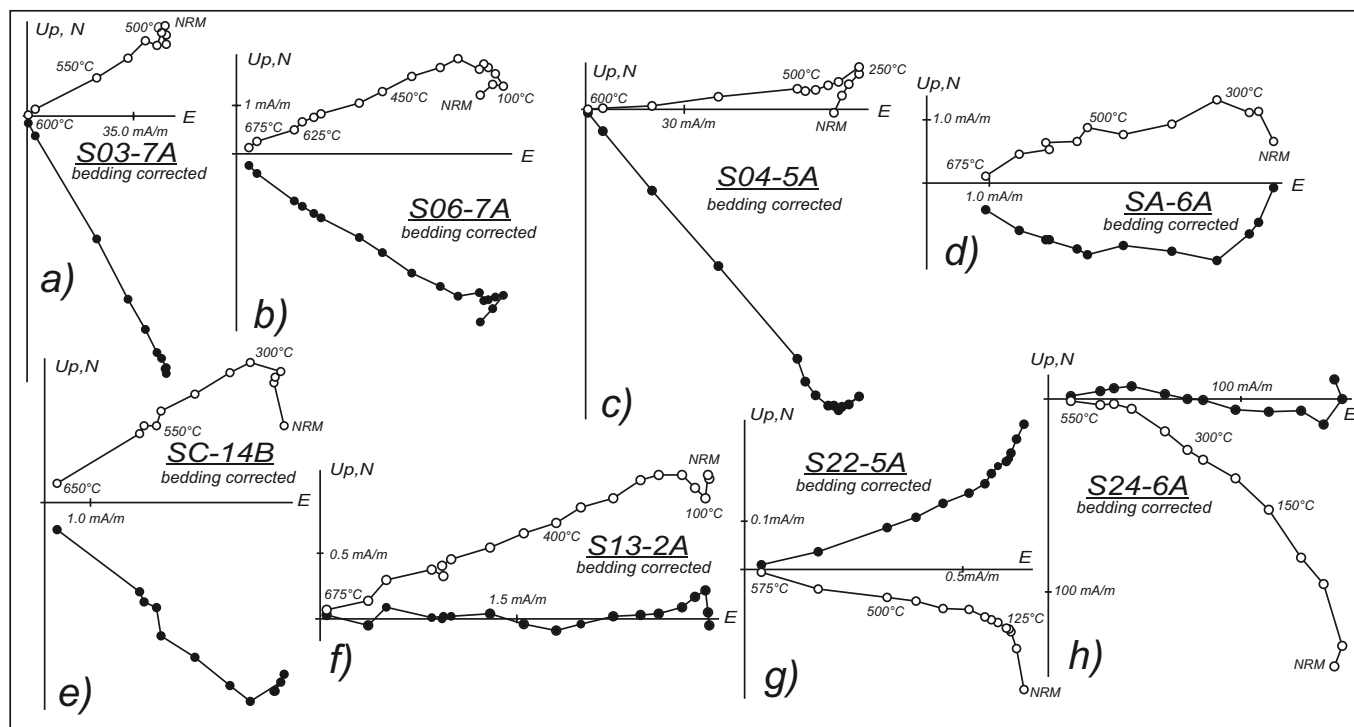 Up, N
NRM
500°C
550°C
600°C
35.0 mA/m
E
S03-7A
bedding corrected
a)
Up,N
1 mA/m
450°C
100°C
NRM
675°C
625°C
E
S06-7A
bedding corrected
b)
Up,N
500°C
250°C
600°C
30 mA/m
NRM
E
S04-5A
bedding corrected
c)
Up,N
300°C
1.0 mA/m
500°C
NRM
675°C
E
1.0 mA/m
SA-6A
bedding corrected
d)
Up,N
300°C
550°C
NRM
SC-14B
bedding corrected
650°C
E
1.0 mA/m
e)
Up,N
NRM
100°C
400°C
0.5 mA/m
S13-2A
bedding corrected
675°C
1.5 mA/m
E
f)
Up,N
S22-5A
bedding corrected
0.1mA/m
E
0.5mA/m
575°C
500°C
125°C
NRM
g)
Up,N
100 mA/m
E
550°C
300°C
S24-6A
bedding corrected
150°C
100 mA/m
NRM
h)